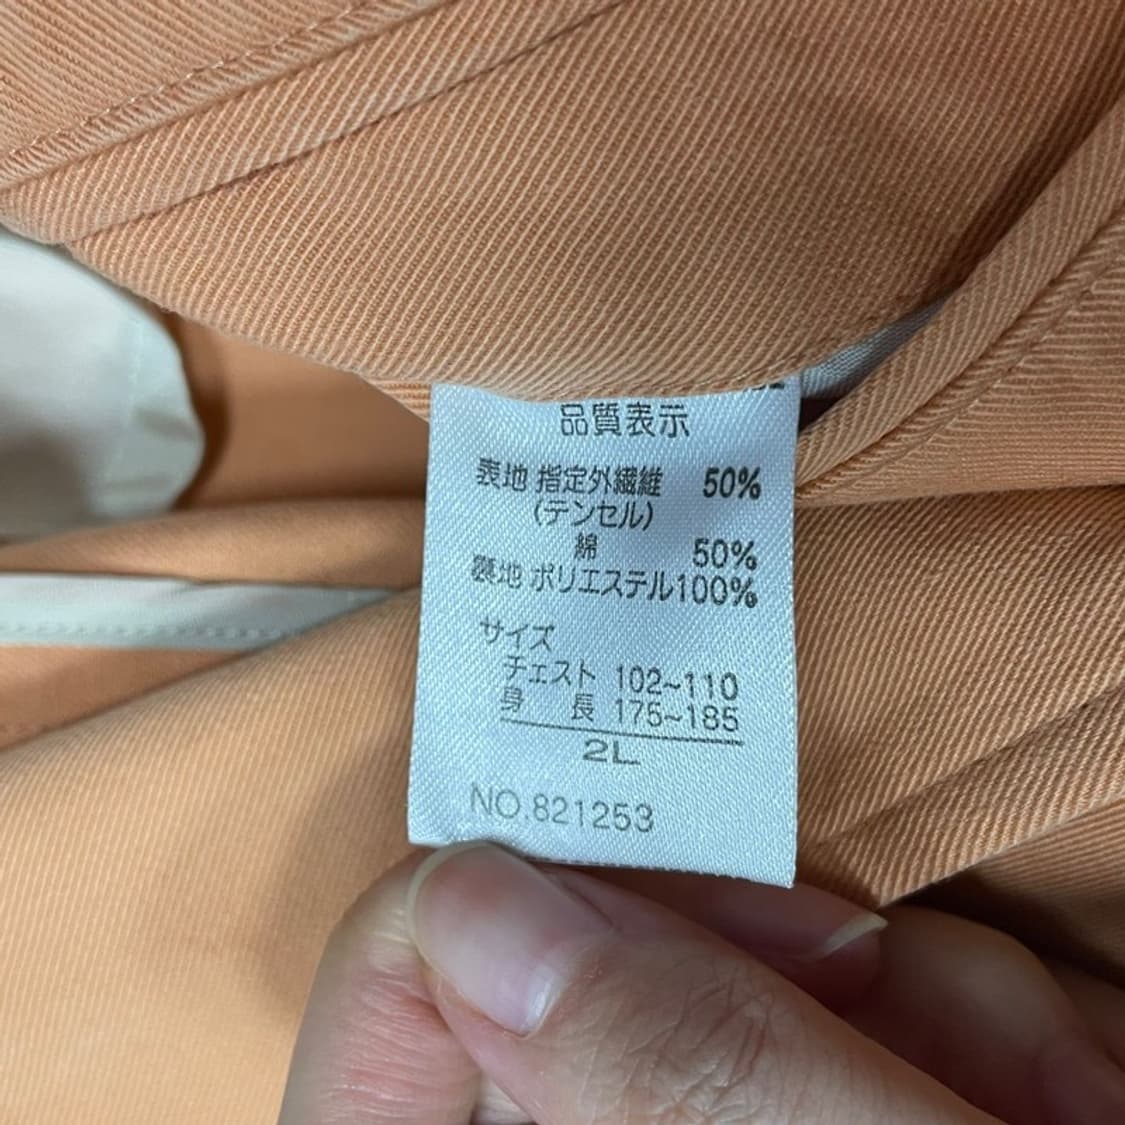 品質表示
表地 指定外繊維 50%
(テンセル)
綿 50%
裏地 ポリエステル100%
サイズ
チェスト 102~110
身 長 175~185
2L
NO.821253